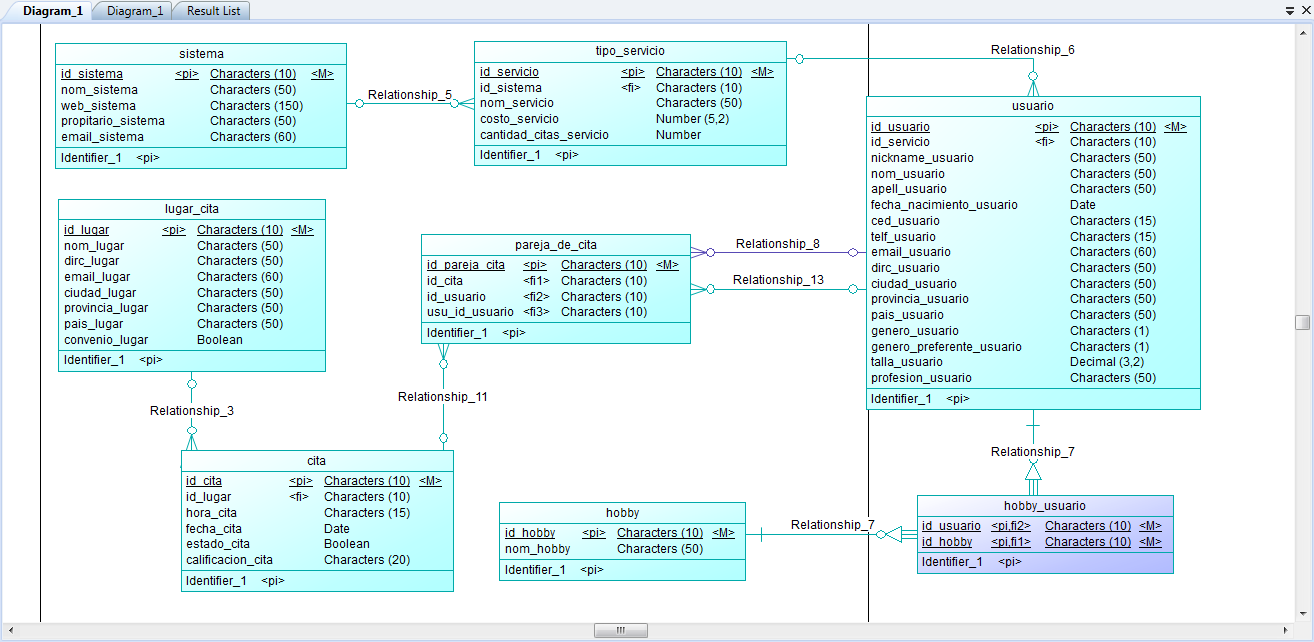 Diagram_1 Diagram_1 Result List
sistema
id_sistema <pi> Characters (10) <M>
nom_sistema Characters (50)
web_sistema Characters (150)
propitario_sistema Characters (50)
email_sistema Characters (60)
Identifier_1 <pi>
Relationship_5
tipo_servicio
id_servicio <pi> Characters (10) <M>
id_sistema <fi> Characters (10)
nom_servicio Characters (50)
costo_servicio Number (5,2)
cantidad_citas_servicio Number
Identifier_1 <pi>
Relationship_6
usuario
id_usuario <pi> Characters (10) <M>
id_servicio <fi> Characters (10)
nickname_usuario Characters (50)
nom_usuario Characters (50)
apell_usuario Characters (50)
fecha_nacimiento_usuario Date
ced_usuario Characters (15)
telf_usuario Characters (15)
email_usuario Characters (60)
dirc_usuario Characters (50)
ciudad_usuario Characters (50)
provincia_usuario Characters (50)
pais_usuario Characters (50)
genero_usuario Characters (1)
genero_preferente_usuario Characters (1)
talla_usuario Decimal (3,2)
profesion_usuario Characters (50)
Identifier_1 <pi>
lugar_cita
id_lugar <pi> Characters (10) <M>
nom_lugar Characters (50)
dirc_lugar Characters (50)
email_lugar Characters (60)
ciudad_lugar Characters (50)
provincia_lugar Characters (50)
pais_lugar Characters (50)
convenio_lugar Boolean
Identifier_1 <pi>
pareja_de_cita
id_pareja_cita <pi> Characters (10) <M>
id_cita <fi1> Characters (10)
id_usuario <fi2> Characters (10)
usu_id_usuario <fi3> Characters (10)
Identifier_1 <pi>
Relationship_8
Relationship_13
Relationship_11
Relationship_3
cita
id_cita <pi> Characters (10) <M>
id_lugar <fi> Characters (10)
hora_cita Characters (15)
fecha_cita Date
estado_cita Boolean
calificacion_cita Characters (20)
Identifier_1 <pi>
hobby
id_hobby <pi> Characters (10) <M>
nom_hobby Characters (50)
Identifier_1 <pi>
Relationship_7
Relationship_7
hobby_usuario
id_usuario <pi,fi2> Characters (10) <M>
id_hobby <pi,fi1> Characters (10) <M>
Identifier_1 <pi>